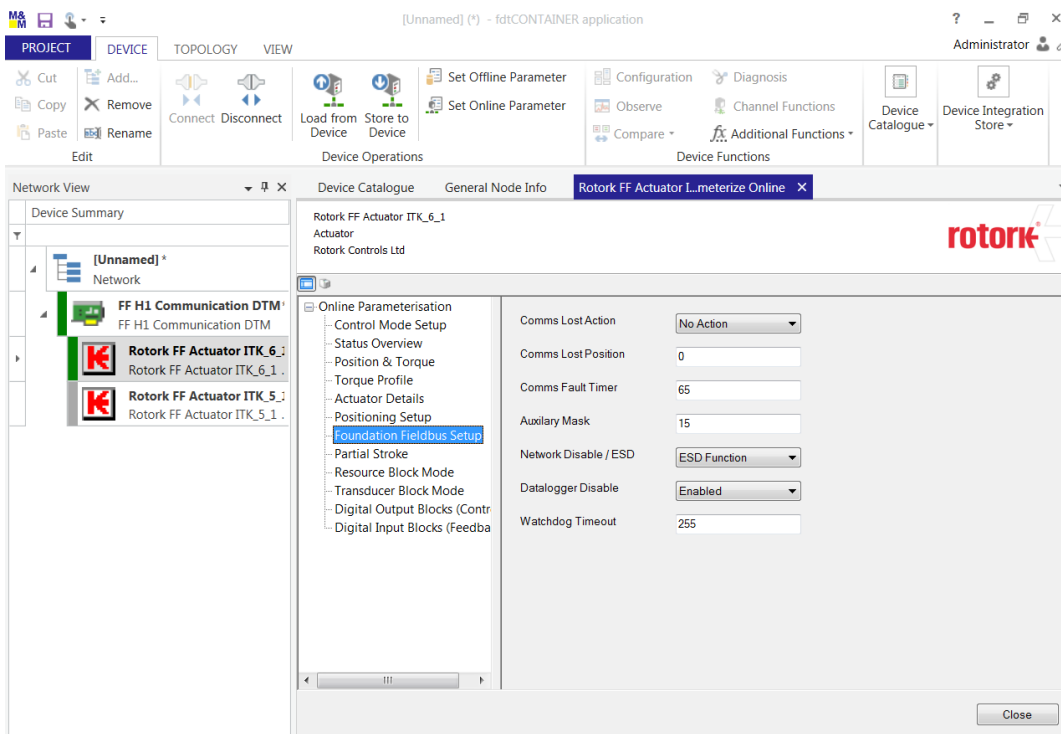 M&M
[Unnamed] (*) - fdtCONTAINER application
?
PROJECT DEVICE TOPOLOGY VIEW Administrator
Cut Add... Set Offline Parameter Configuration Diagnosis
Copy Remove Connect Disconnect Load from Device Store to Device Set Online Parameter Observe Channel Functions Device Catalogue Device Integration Store
Paste Rename Compare fx Additional Functions
Edit Device Operations Device Functions
Network View Device Catalogue General Node Info Rotork FF Actuator I...meterize Online
Device Summary
[Unnamed] *
Network
FF H1 Communication DTM
FF H1 Communication DTM
Rotork FF Actuator ITK_6_1
Rotork FF Actuator ITK_6_1 .
Rotork FF Actuator ITK_5_1
Rotork FF Actuator ITK_5_1 .
Rotork FF Actuator ITK_6_1
Actuator
Rotork Controls Ltd
rotork
Online Parameterisation
Control Mode Setup
Status Overview
Position & Torque
Torque Profile
Actuator Details
Positioning Setup
Foundation Fieldbus Setup
Partial Stroke
Resource Block Mode
Transducer Block Mode
Digital Output Blocks (Contr
Digital Input Blocks (Feedba
Comms Lost Action No Action
Comms Lost Position 0
Comms Fault Timer 65
Auxilary Mask 15
Network Disable / ESD ESD Function
Datalogger Disable Enabled
Watchdog Timeout 255
Close